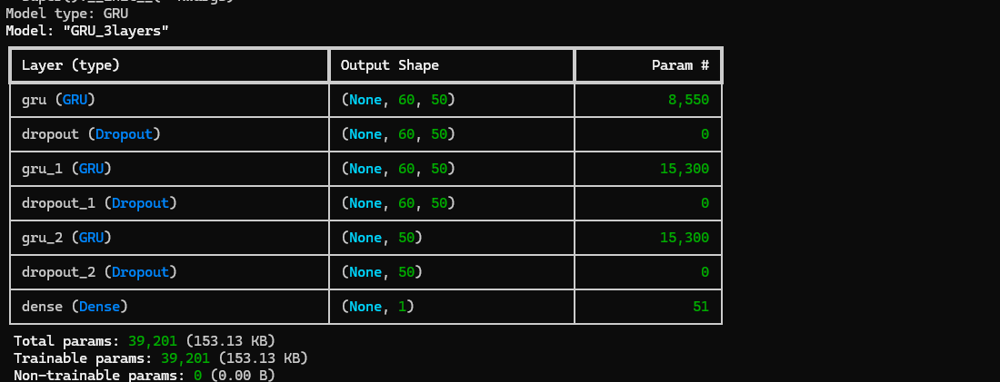 Model type: GRU
Model: "GRU_3layers"
Layer (type) Output Shape Param #
gru (GRU) (None, 60, 50) 8,550
dropout (Dropout) (None, 60, 50) 0
gru_1 (GRU) (None, 60, 50) 15,300
dropout_1 (Dropout) (None, 60, 50) 0
gru_2 (GRU) (None, 50) 15,300
dropout_2 (Dropout) (None, 50) 0
dense (Dense) (None, 1) 51
Total params: 39,201 (153.13 KB)
Trainable params: 39,201 (153.13 KB)
Non-trainable params: 0 (0.00 B)